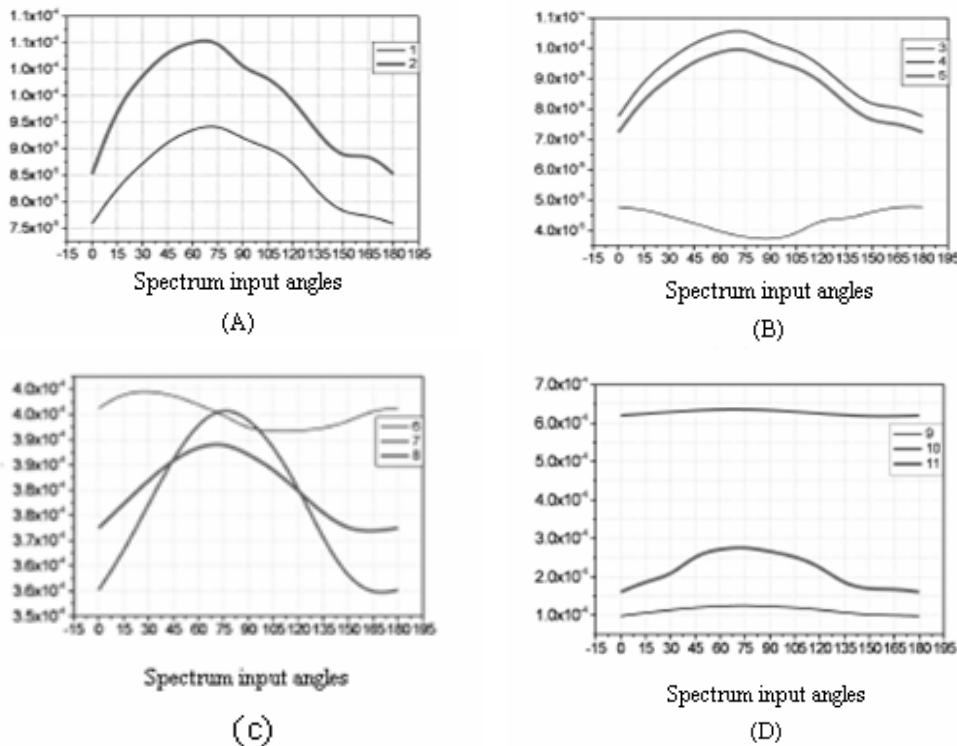 1.1x10⁻⁴
1.1x10⁻⁴
1.0x10⁻⁴
1.0x10⁻⁴
9.5x10⁻⁵
9.0x10⁻⁵
8.5x10⁻⁵
8.0x10⁻⁵
7.5x10⁻⁵
1
2
-15 0 15 30 45 60 75 90 105 120 135 150 165 180 195
Spectrum input angles
(A)
1.1x10⁻⁴
1.0x10⁻⁴
9.0x10⁻⁵
8.0x10⁻⁵
7.0x10⁻⁵
6.0x10⁻⁵
5.0x10⁻⁵
4.0x10⁻⁵
3
4
5
-15 0 15 30 45 60 75 90 105 120 135 150 165 180 195
Spectrum input angles
(B)
4.0x10⁻⁴
4.0x10⁻⁴
3.9x10⁻⁴
3.9x10⁻⁴
3.8x10⁻⁴
3.7x10⁻⁴
3.7x10⁻⁴
3.6x10⁻⁴
3.6x10⁻⁴
3.5x10⁻⁴
6
7
8
-15 0 15 30 45 60 75 90 105 120 135 150 165 180 195
Spectrum input angles
(C)
7.0x10⁻⁴
6.0x10⁻⁴
5.0x10⁻⁴
4.0x10⁻⁴
3.0x10⁻⁴
2.0x10⁻⁴
1.0x10⁻⁴
9
10
11
-15 0 15 30 45 60 75 90 105 120 135 150 165 180 195
Spectrum input angles
(D)